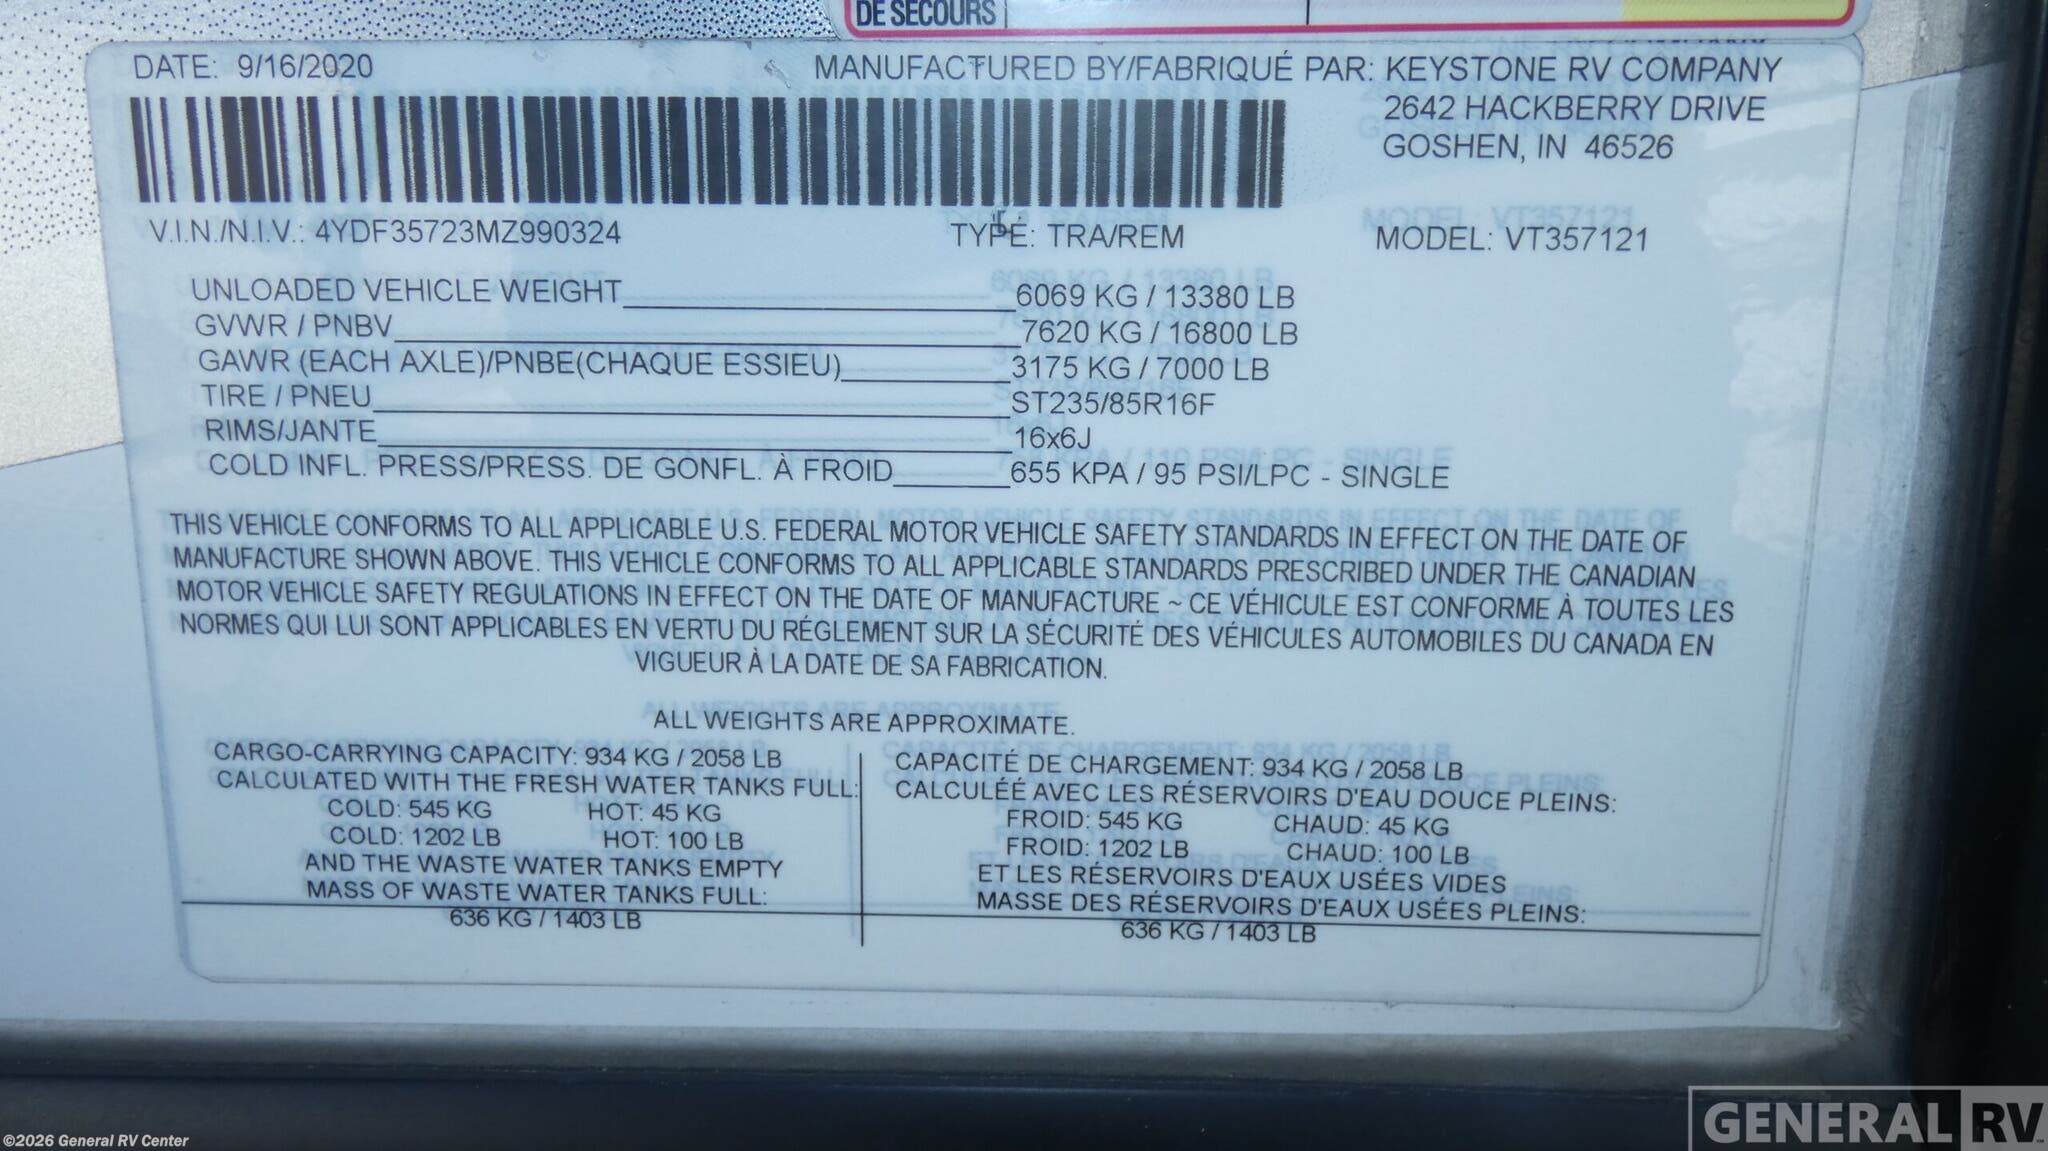 DE SECOURS
DATE: 9/16/2020
MANUFACTURED BY/FABRIQUÉ PAR: KEYSTONE RV COMPANY
2642 HACKBERRY DRIVE
GOSHEN, IN 46526
V.I.N./N.I.V.: 4YDF35723MZ990324
TYPE: TRA/REM
MODEL: VT357121
UNLOADED VEHICLE WEIGHT 6069 KG / 13380 LB
GVWR / PNBV 7620 KG / 16800 LB
GAWR (EACH AXLE)/PNBE(CHAQUE ESSIEU) 3175 KG / 7000 LB
TIRE / PNEU ST235/85R16F
RIMS/JANTE 16x6J
COLD INFL. PRESS/PRESS. DE GONFL. À FROID 655 KPA / 95 PSI/LPC - SINGLE
THIS VEHICLE CONFORMS TO ALL APPLICABLE U.S. FEDERAL MOTOR VEHICLE SAFETY STANDARDS IN EFFECT ON THE DATE OF
MANUFACTURE SHOWN ABOVE. THIS VEHICLE CONFORMS TO ALL APPLICABLE STANDARDS PRESCRIBED UNDER THE CANADIAN
MOTOR VEHICLE SAFETY REGULATIONS IN EFFECT ON THE DATE OF MANUFACTURE ~ CE VÉHICULE EST CONFORME À TOUTES LES
NORMES QUI LUI SONT APPLICABLES EN VERTU DU RÉGLEMENT SUR LA SÉCURITÉ DES VÉHICULES AUTOMOBILES DU CANADA EN
VIGUEUR À LA DATE DE SA FABRICATION.
ALL WEIGHTS ARE APPROXIMATE.
CARGO-CARRYING CAPACITY: 934 KG / 2058 LB
CALCULATED WITH THE FRESH WATER TANKS FULL:
COLD: 545 KG HOT: 45 KG
COLD: 1202 LB HOT: 100 LB
AND THE WASTE WATER TANKS EMPTY
MASS OF WASTE WATER TANKS FULL:
636 KG / 1403 LB
CAPACITÉ DE CHARGEMENT: 934 KG / 2058 LB
CALCULÉÉ AVEC LES RÉSERVOIRS D'EAU DOUCE PLEINS:
FROID: 545 KG CHAUD: 45 KG
FROID: 1202 LB CHAUD: 100 LB
ET LES RÉSERVOIRS D'EAUX USÉES VIDES
MASSE DES RÉSERVOIRS D'EAUX USÉES PLEINS:
636 KG / 1403 LB
©2026 General RV Center
GENERAL RV